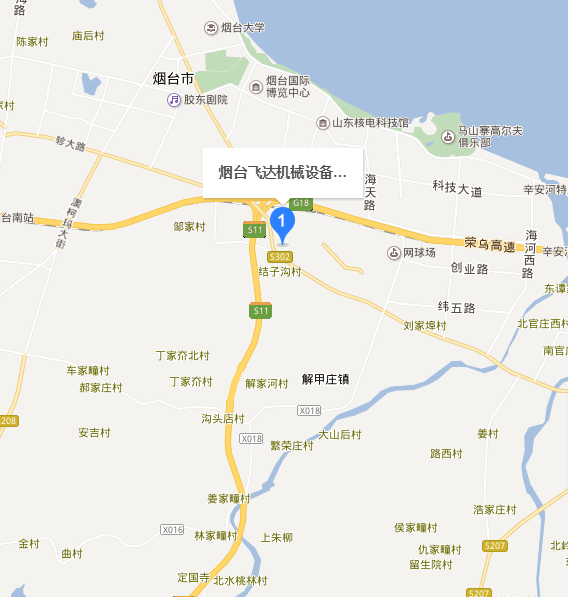 海
路
烟台大学
庙后村
陈家村
烟台市
烟台国际
博览中心
胶东剧院
家村
山东核电科技馆
马山寨高尔夫
俱乐部
轸大路
烟台飞达机械设备...
海天路
科技大道
辛安河特
G18
澳柯玛大街
台南站
邹家村
S11
1
荣乌高速
海河西路
辛安
网球场
S302
结子沟村
创业路
东谭
纬五路
S11
刘家埠村
北官庄西村
南官
丁家夼北村
车家疃村
丁家夼村
解家河村
解甲庄镇
郝家庄村
X018
沟头店村
208
安吉村
X018
大山后村
繁荣庄村
姜村
路西村
姜家疃村
浩家庄村
X016
林家疃村
上朱柳
侯家疃村
金村
曲村
仇家疃村
S207
北岭
留生院村
定国寺
北水桃林村
S207